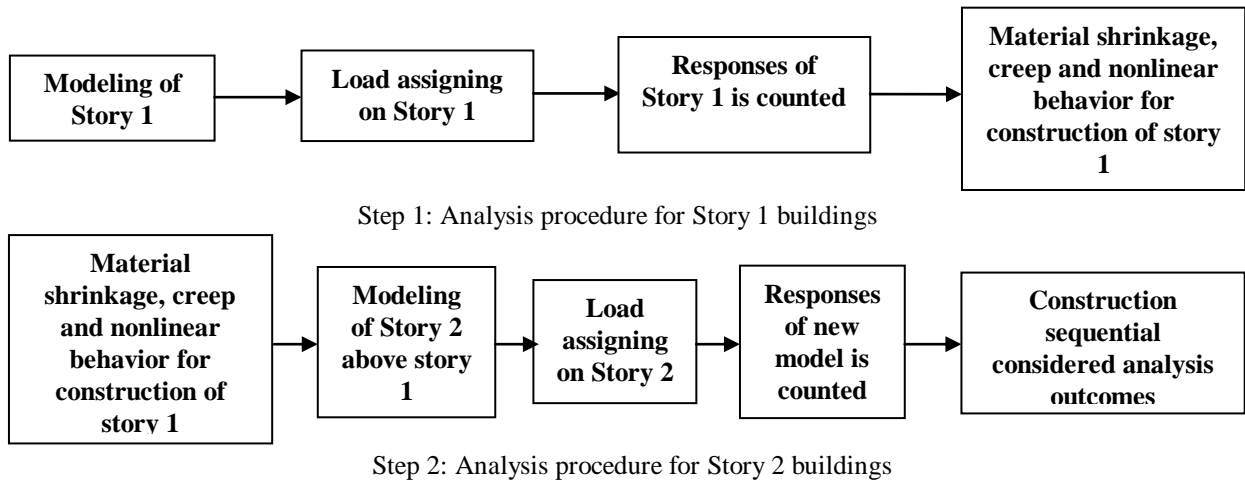 Modeling of
Story 1
Load assigning
on Story 1
Responses of
Story 1 is counted
Material shrinkage,
creep and nonlinear
behavior for
construction of story
1
Step 1: Analysis procedure for Story 1 buildings
Material
shrinkage, creep
and nonlinear
behavior for
construction of
story 1
Modeling
of Story 2
above story
1
Load
assigning
on Story 2
Responses
of new
model is
counted
Construction
sequential
considered analysis
outcomes
Step 2: Analysis procedure for Story 2 buildings